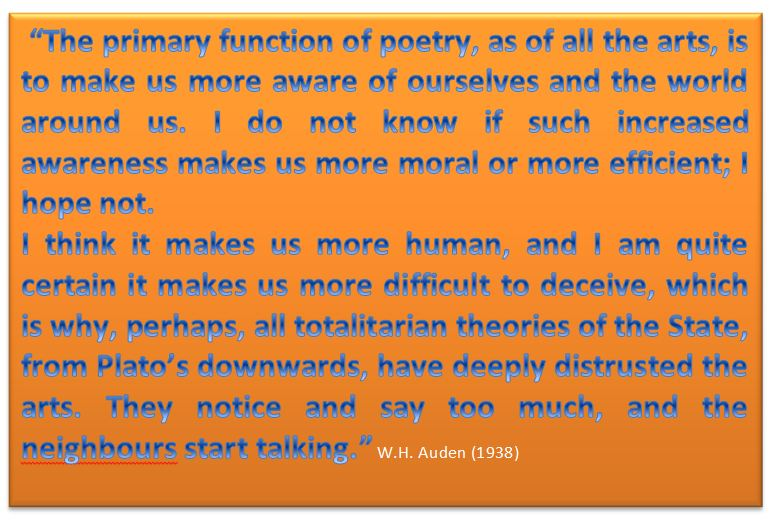 “The primary function of poetry, as of all the arts, is
to make us more aware of ourselves and the world
around us. I do not know if such increased
awareness makes us more moral or more efficient; I
hope not.
I think it makes us more human, and I am quite
certain it makes us more difficult to deceive, which
is why, perhaps, all totalitarian theories of the State,
from Plato’s downwards, have deeply distrusted the
arts. They notice and say too much, and the
neighbours start talking.” W.H. Auden (1938)